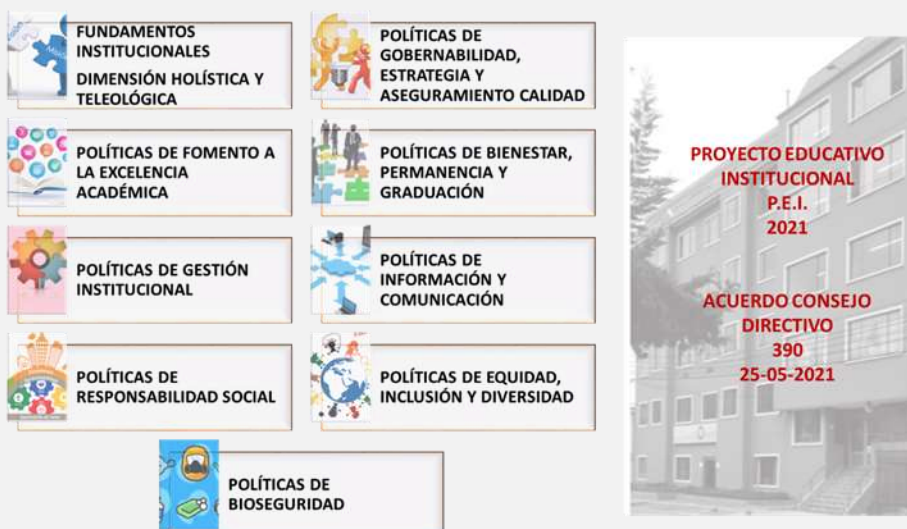 FUNDAMENTOS
INSTITUCIONALES
DIMENSIÓN HOLÍSTICA Y
TELEOLÓGICA
POLÍTICAS DE
GOBERNABILIDAD,
ESTRATEGIA Y
ASEGURAMIENTO CALIDAD
POLÍTICAS DE FOMENTO A
LA EXCELENCIA
ACADÉMICA
POLÍTICAS DE BIENESTAR,
PERMANENCIA Y
GRADUACIÓN
POLÍTICAS DE GESTIÓN
INSTITUCIONAL
POLÍTICAS DE
INFORMACIÓN Y
COMUNICACIÓN
POLÍTICAS DE
RESPONSABILIDAD SOCIAL
POLÍTICAS DE EQUIDAD,
INCLUSIÓN Y DIVERSIDAD
POLÍTICAS DE
BIOSEGURIDAD
PROYECTO EDUCATIVO
INSTITUCIONAL
P.E.I.
2021
ACUERDO CONSEJO
DIRECTIVO
390
25-05-2021